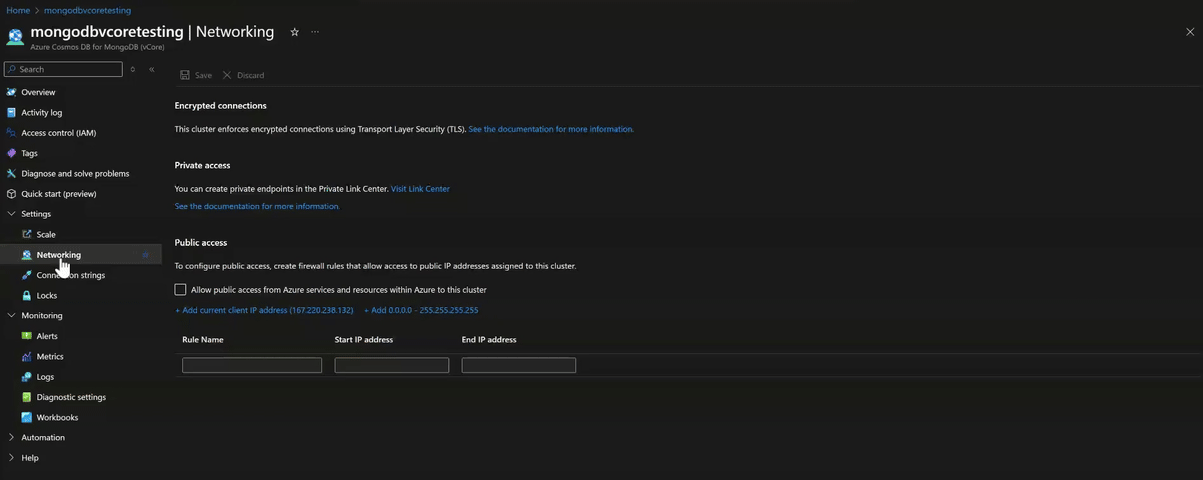 Home > mongodbvcoretesting
mongodbvcoretesting | Networking
Azure Cosmos DB for MongoDB (vCore)
Search
Save Discard
Overview
Activity log
Access control (IAM)
Tags
Diagnose and solve problems
Quick start (preview)
Settings
Scale
Networking
Connection strings
Locks
Monitoring
Alerts
Metrics
Logs
Diagnostic settings
Workbooks
Automation
Help
Encrypted connections
This cluster enforces encrypted connections using Transport Layer Security (TLS). See the documentation for more information.
Private access
You can create private endpoints in the Private Link Center. Visit Link Center
See the documentation for more information.
Public access
To configure public access, create firewall rules that allow access to public IP addresses assigned to this cluster.
Allow public access from Azure services and resources within Azure to this cluster
+ Add current client IP address (167.220.238.132) + Add 0.0.0.0 - 255.255.255.255
Rule Name Start IP address End IP address